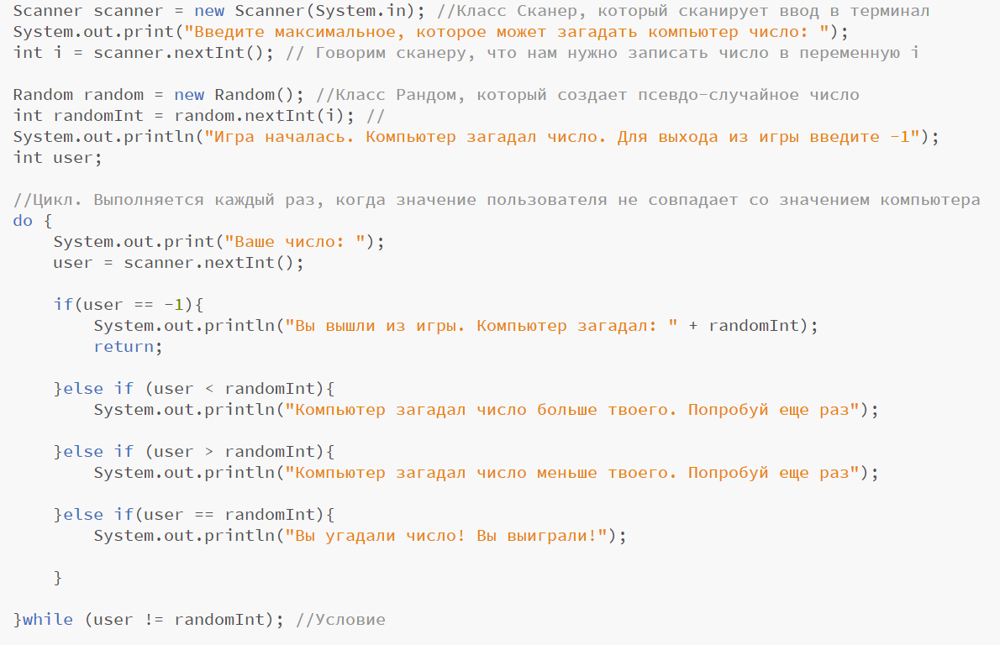 Scanner scanner = new Scanner(System.in); //Класс Сканер, который сканирует ввод в терминал
System.out.print("Введите максимальное, которое может загадать компьютер число: ");
int i = scanner.nextInt(); // Говорим сканеру, что нам нужно записать число в переменную i
Random random = new Random(); //Класс Рандом, который создает псевдо-случайное число
int randomInt = random.nextInt(i); //
System.out.println("Игра началась. Компьютер загадал число. Для выхода из игры введите -1");
int user;
//Цикл. Выполняется каждый раз, когда значение пользователя не совпадает со значением компьютера
do {
    System.out.print("Ваше число: ");
    user = scanner.nextInt();
    if(user == -1){
        System.out.println("Вы вышли из игры. Компьютер загадал: " + randomInt);
        return;
    }else if (user < randomInt){
        System.out.println("Компьютер загадал число больше твоего. Попробуй еще раз");
    }else if (user > randomInt){
        System.out.println("Компьютер загадал число меньше твоего. Попробуй еще раз");
    }else if(user == randomInt){
        System.out.println("Вы угадали число! Вы выиграли!");
    }
}while (user != randomInt); //Условие